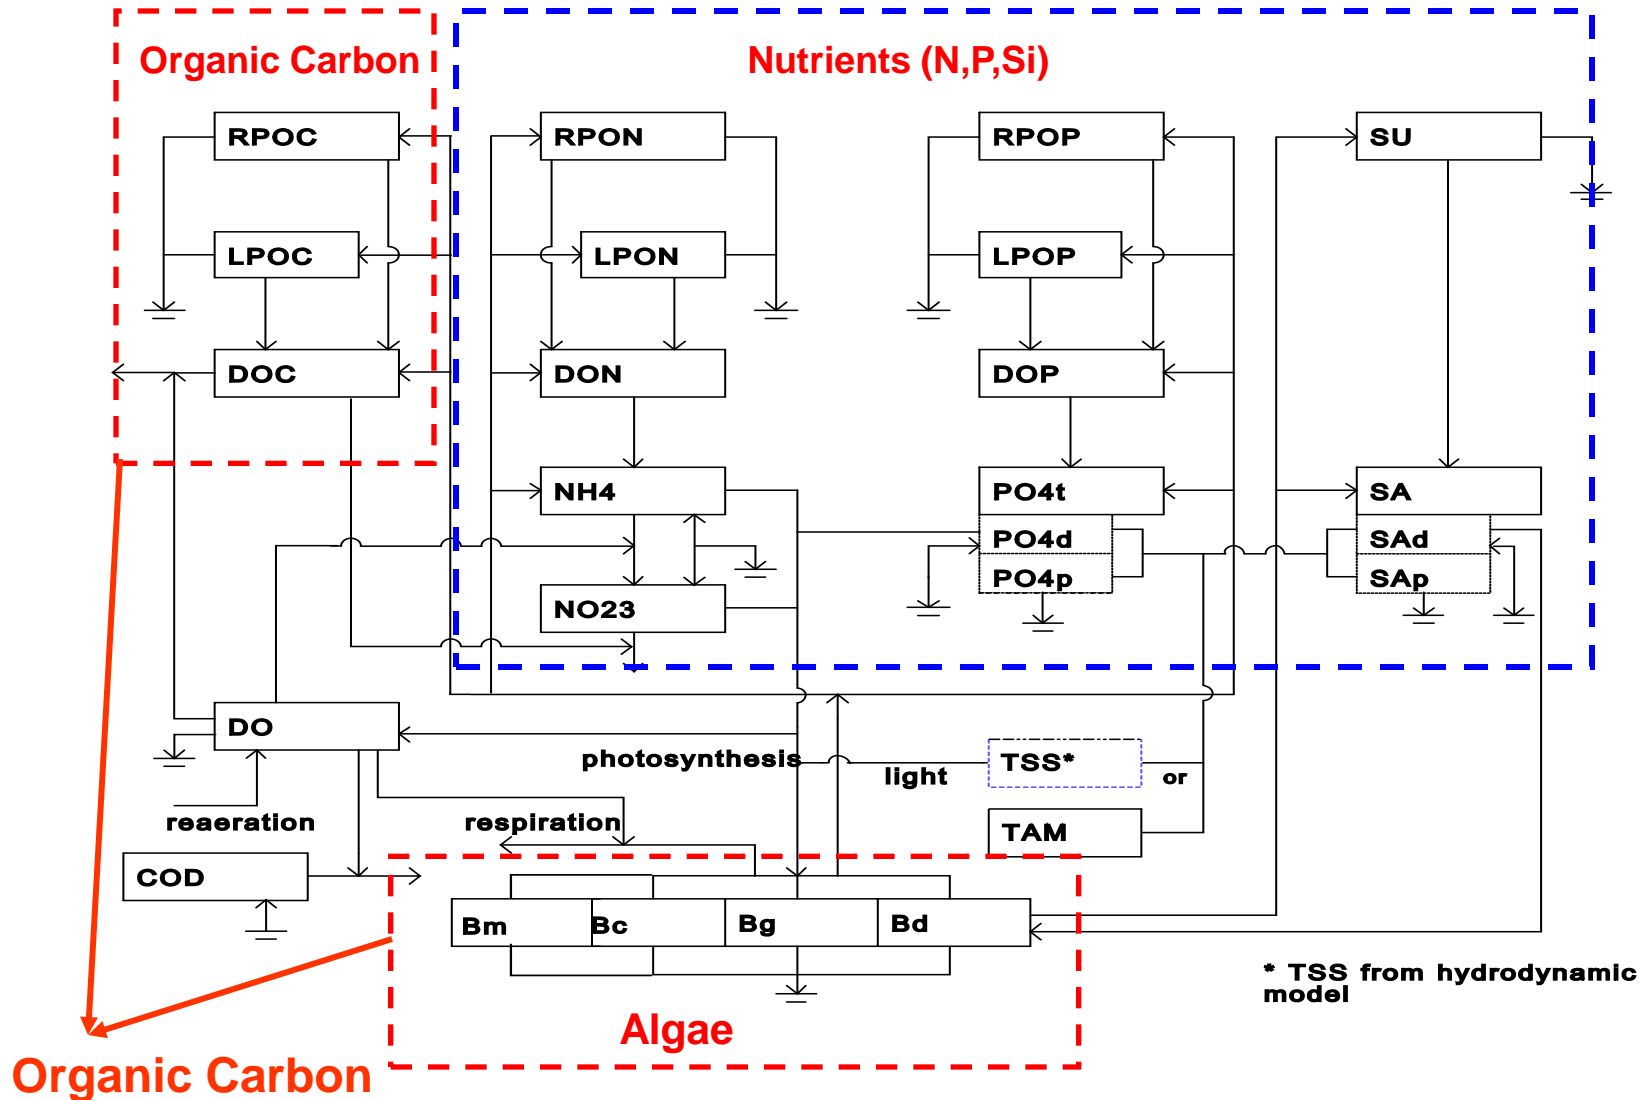 Organic Carbon
Nutrients (N,P,Si)
RPOC
RPON
RPOP
SU
LPOC
LPON
LPOP
DOC
DON
DOP
NH4
PO4t
SA
PO4d
SAd
PO4p
SAp
NO23
DO
photosynthesis
light
TSS*
or
reaeration
respiration
TAM
COD
Bm
Bc
Bg
Bd
* TSS from hydrodynamic
model
Algae
Organic Carbon